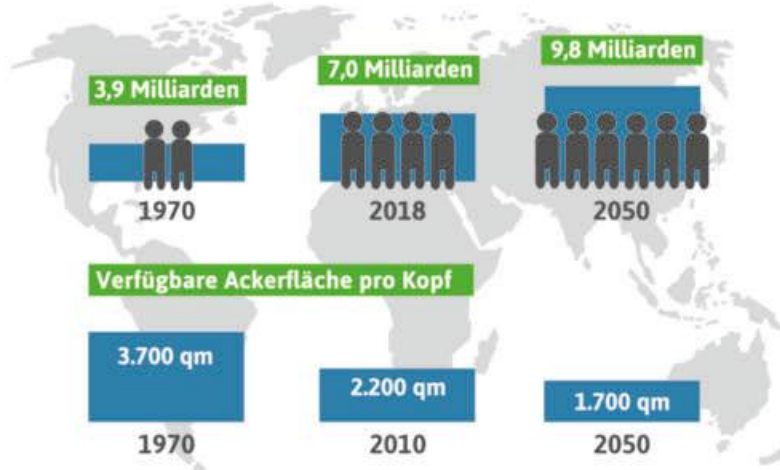 3,9 Milliarden
7,0 Milliarden
9,8 Milliarden
1970
2018
2050
Verfügbare Ackerfläche pro Kopf
3.700 qm
2.200 qm
1.700 qm
1970
2010
2050